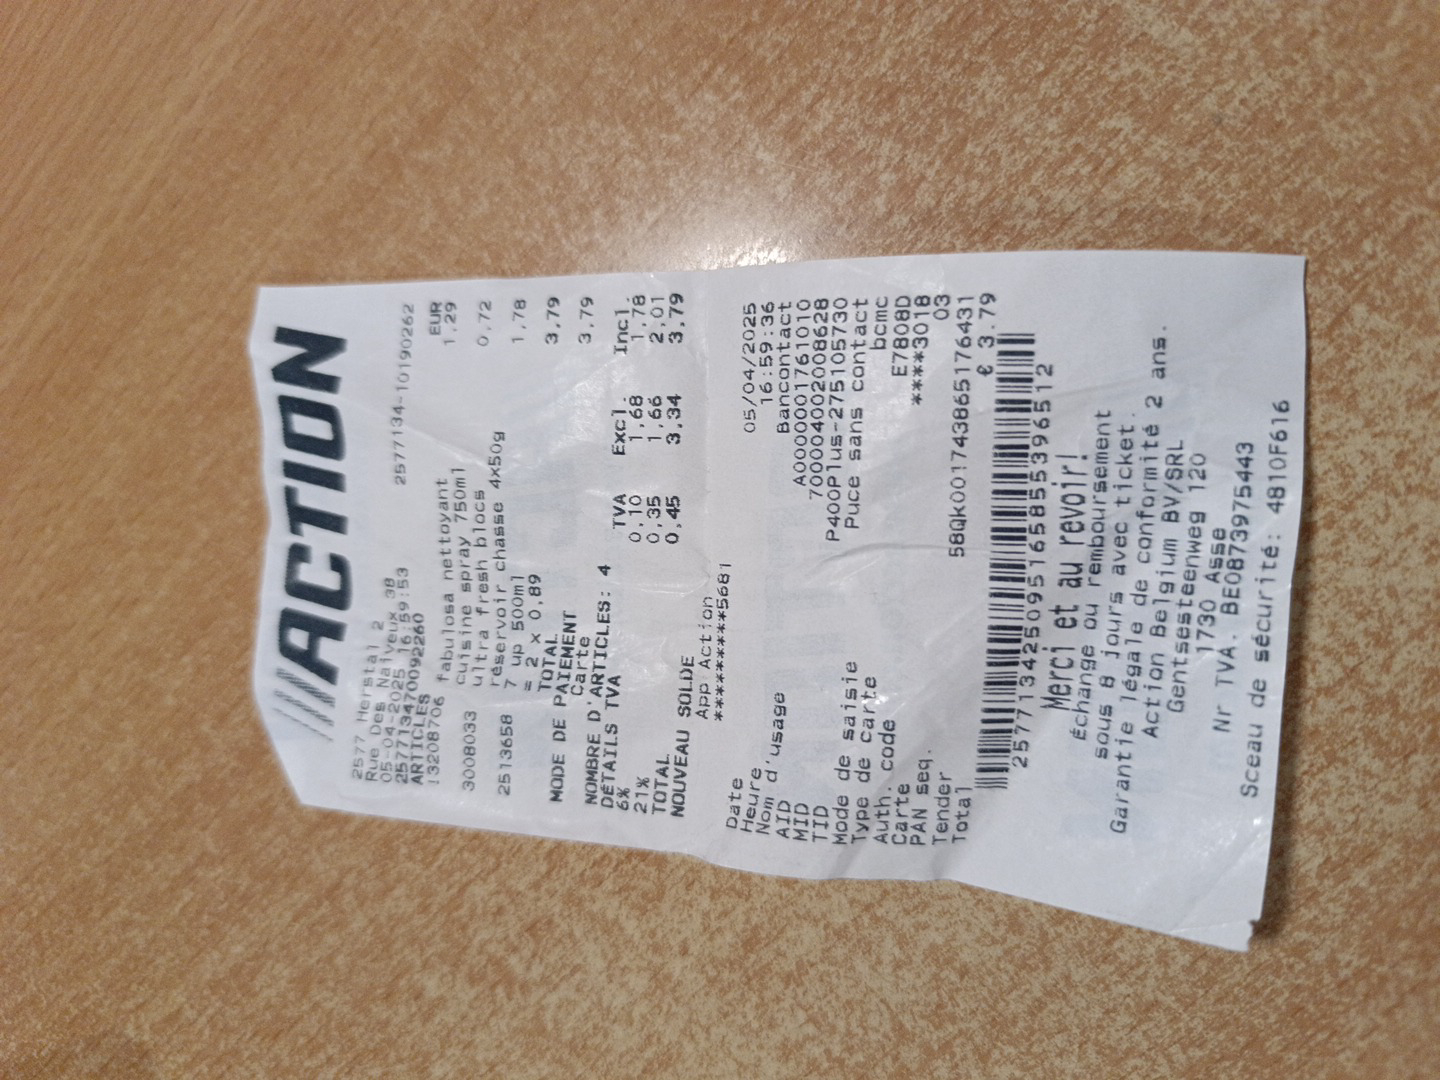 ACTION
2577 Herstal 2
Rue Des Naiveux 38
05-04-2025 16:59:53
257713470092260 2577134-10190262
ARTICLES EUR
13208706 fabulosa nettoyant 1,29
cuisine spray 750ml
3008033 ultra fresh blocs 0,72
réservoir chasse 4x50g
2513658 7 up 500ml 1,78
= 2 x 0,89
TOTAL 3,79
MODE DE PAIEMENT
Carte 3,79
NOMBRE D'ARTICLES: 4
DÉTAILS TVA TVA Excl. Incl.
6% 0,10 1,68 1,78
21% 0,35 1,66 2,01
TOTAL 0,45 3,34 3,79
NOUVEAU SOLDE
App Action
**********5681
Date 05/04/2025
Heure 16:59:36
Nom d'usage Bancontact
AID A0000001761010
MID 700004002008628
TID P400Plus-275105730
Mode de saisie Puce sans contact
Type de carte bcmc
Auth. code E7808D
Carte ****3018
PAN seq. 03
Tender 58Qk001743865176431
Total € 3.79
257713425095165855396512
Merci et au revoir!
Échange ou remboursement
sous 8 jours avec ticket.
Garantie légale de conformité 2 ans.
Action Belgium BV/SRL
Gentsesteenweg 120
1730 Asse
Nr TVA. BE0873975443
Sceau de sécurité: 4810F616